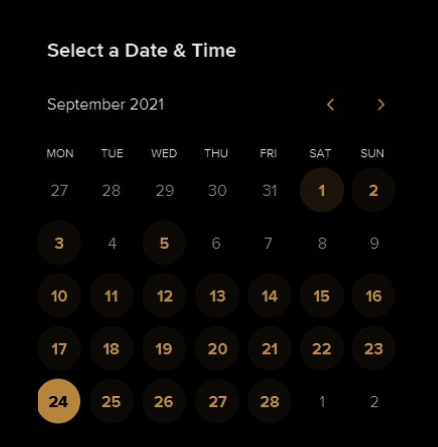 Select a Date & Time
September 2021
MON TUE WED THU FRI SAT SUN
27 28 29 30 31 1 2
3 4 5 6 7 8 9
10 11 12 13 14 15 16
17 18 19 20 21 22 23
24 25 26 27 28 1 2